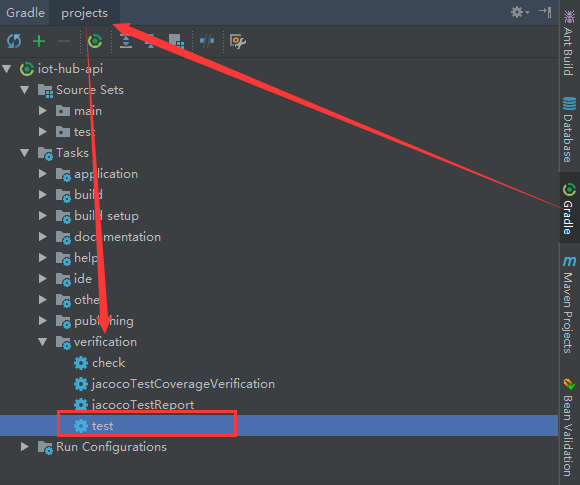 Gradle projects
iot-hub-api
Source Sets
main
test
Tasks
application
build
build setup
documentation
help
ide
other
publishing
verification
check
jacocoTestCoverageVerification
jacocoTestReport
test
Run Configurations
Ant Build
Database
Gradle
m Maven Projects
Bean Validation